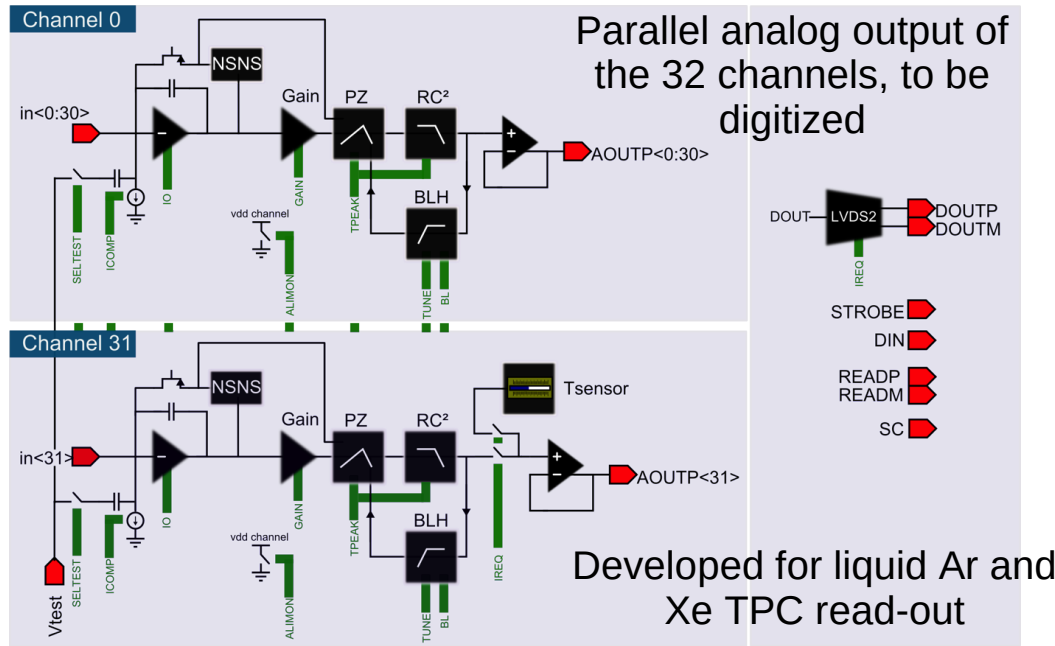 Channel 0
Parallel analog output of
the 32 channels, to be
digitized
NSNS
Gain
PZ
RC²
in<0:30>
−
+
−
AOUTP<0:30>
IO
GAIN
TPEAK
BLH
vdd channel
SELTEST
ICOMP
ALIMON
TUNE
BL
DOUT
LVDS2
DOUTP
DOUTM
IREQ
STROBE
DIN
READP
READM
SC
Channel 31
NSNS
Tsensor
Gain
PZ
RC²
in<31>
−
+
−
AOUTP<31>
IO
GAIN
TPEAK
BLH
vdd channel
SELTEST
ICOMP
ALIMON
TUNE
BL
IREQ
Vtest
Developed for liquid Ar and
Xe TPC read-out